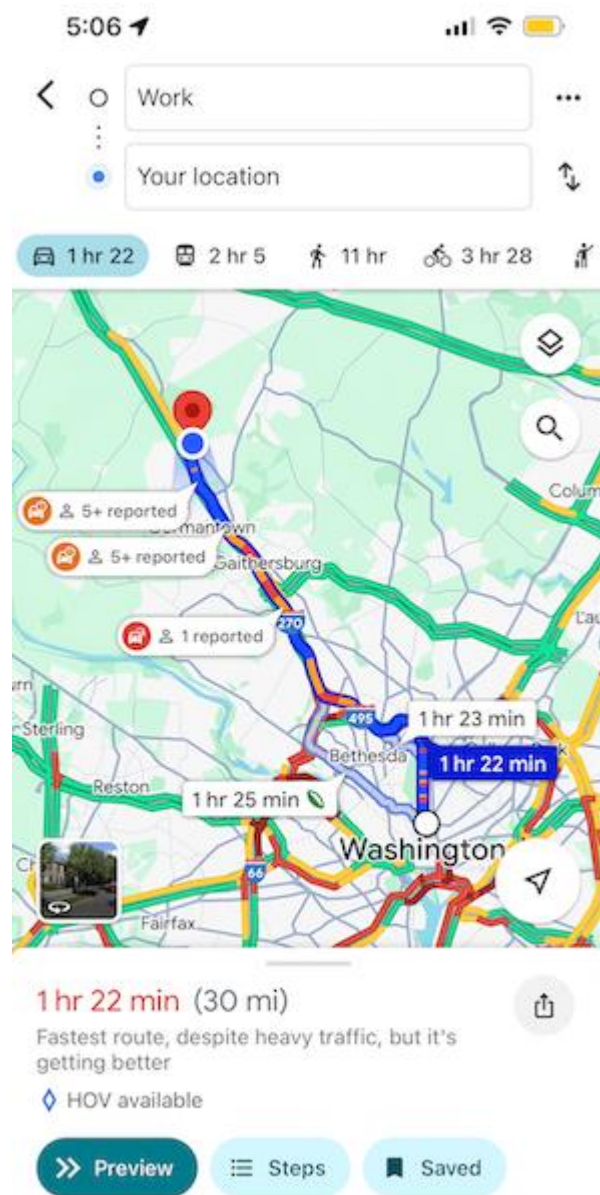 5:06
Work
Your location
1 hr 22
2 hr 5
11 hr
3 hr 28
5+ reported
5+ reported
Gaithersburg
270
1 reported
495
1 hr 23 min
Sterling
Bethesda
1 hr 22 min
Reston
1 hr 25 min
Washington
66
Fairfax
1 hr 22 min (30 mi)
Fastest route, despite heavy traffic, but it's
getting better
HOV available
Preview
Steps
Saved